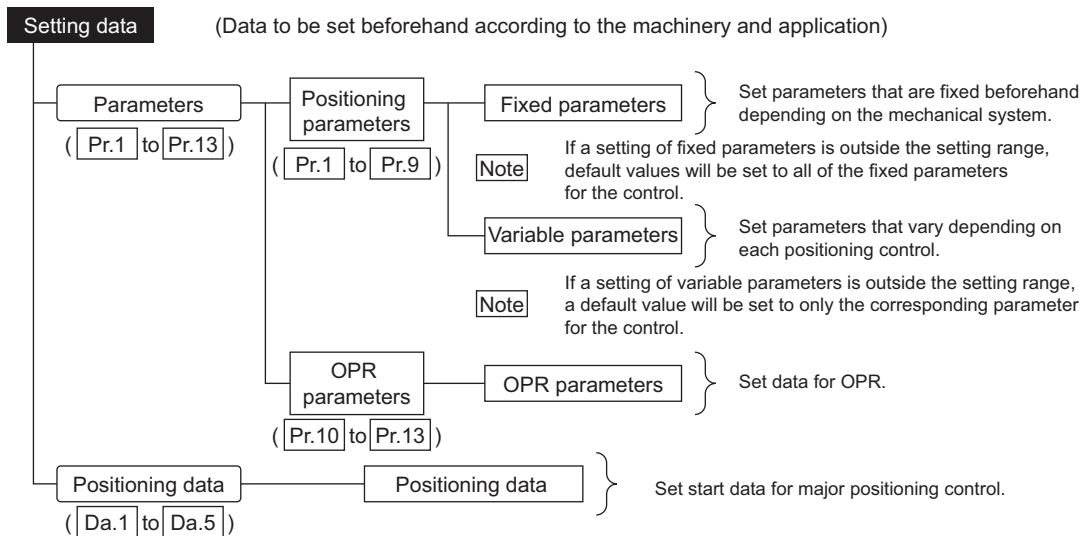 Setting data
(Data to be set beforehand according to the machinery and application)
Parameters
( Pr.1 to Pr.13 )
Positioning
parameters
( Pr.1 to Pr.9 )
Fixed parameters
Set parameters that are fixed beforehand
depending on the mechanical system.
Note
If a setting of fixed parameters is outside the setting range,
default values will be set to all of the fixed parameters
for the control.
Variable parameters
Set parameters that vary depending on
each positioning control.
Note
If a setting of variable parameters is outside the setting range,
a default value will be set to only the corresponding parameter
for the control.
OPR
parameters
( Pr.10 to Pr.13 )
OPR parameters
Set data for OPR.
Positioning data
( Da.1 to Da.5 )
Positioning data
Set start data for major positioning control.